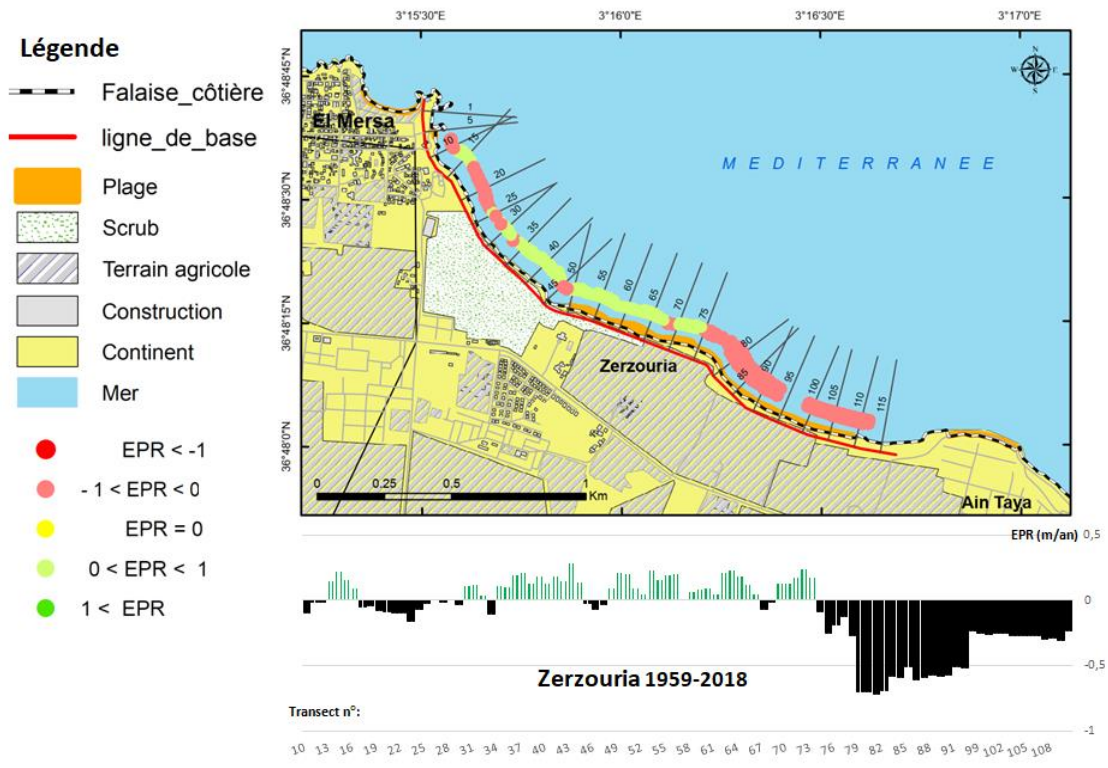 3°15'30"E 3°16'0"E 3°16'30"E 3°17'0"E
Légende
Falaise_côtière
ligne_de_base
Plage
Scrub
Terrain agricole
Construction
Continent
Mer
EPR < -1
- 1 < EPR < 0
EPR = 0
0 < EPR < 1
1 < EPR
36°48'45"N
36°48'30"N
36°48'15"N
36°48'0"N
N
W E
S
El Mersa
MEDITERRANEE
1
5
10
15
20
25
30
35
40
45
50
55
60
65
70
75
80
85
90
95
100
105
110
115
Zerzouria
Ain Taya
0 0.25 0.5 1
Km
EPR (m/an) 0,5
0
-0,5
-1
Zerzouria 1959-2018
Transect n°:
10 13 16 19 22 25 28 31 34 37 40 43 46 49 52 55 58 61 64 67 70 73 76 79 82 85 88 91 99 102 105 108